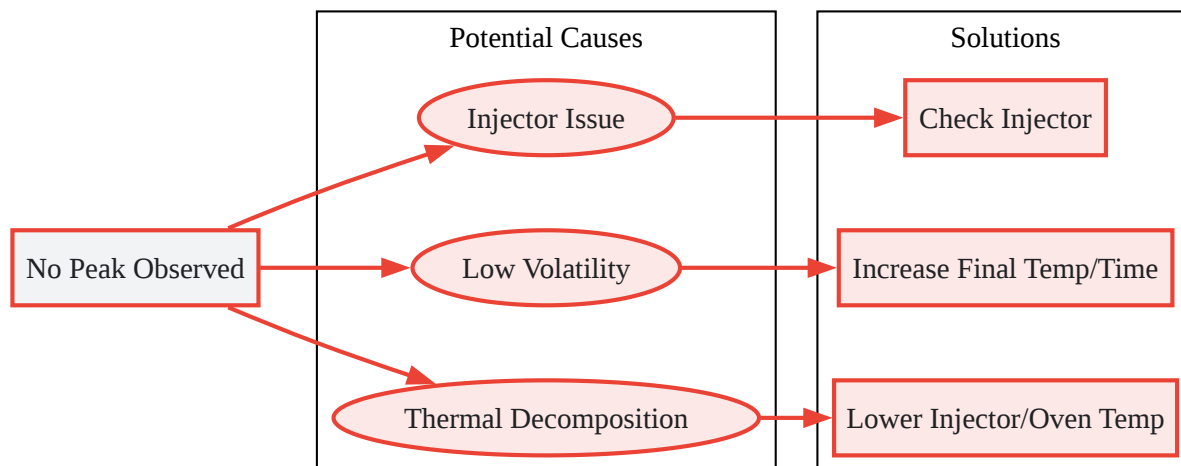 Potential Causes
Solutions
Injector Issue
Check Injector
No Peak Observed
Low Volatility
Increase Final Temp/Time
Thermal Decomposition
Lower Injector/Oven Temp